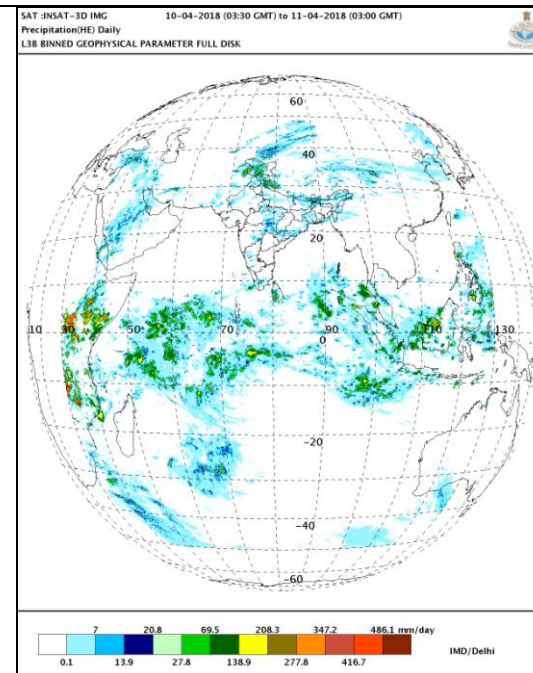 SAT :INSAT-3D IMG 10-04-2018 (03:30 GMT) to 11-04-2018 (03:00 GMT)
Precipitation(HE) Daily
L3B BINNED GEOPHYSICAL PARAMETER FULL DISK
60
40
20
10 30 50 70 90 110 130
0
-20
-40
-60
7 20.8 69.5 208.3 347.2 486.1 mm/day
0.1 13.9 27.8 138.9 277.8 416.7
IMD/Delhi